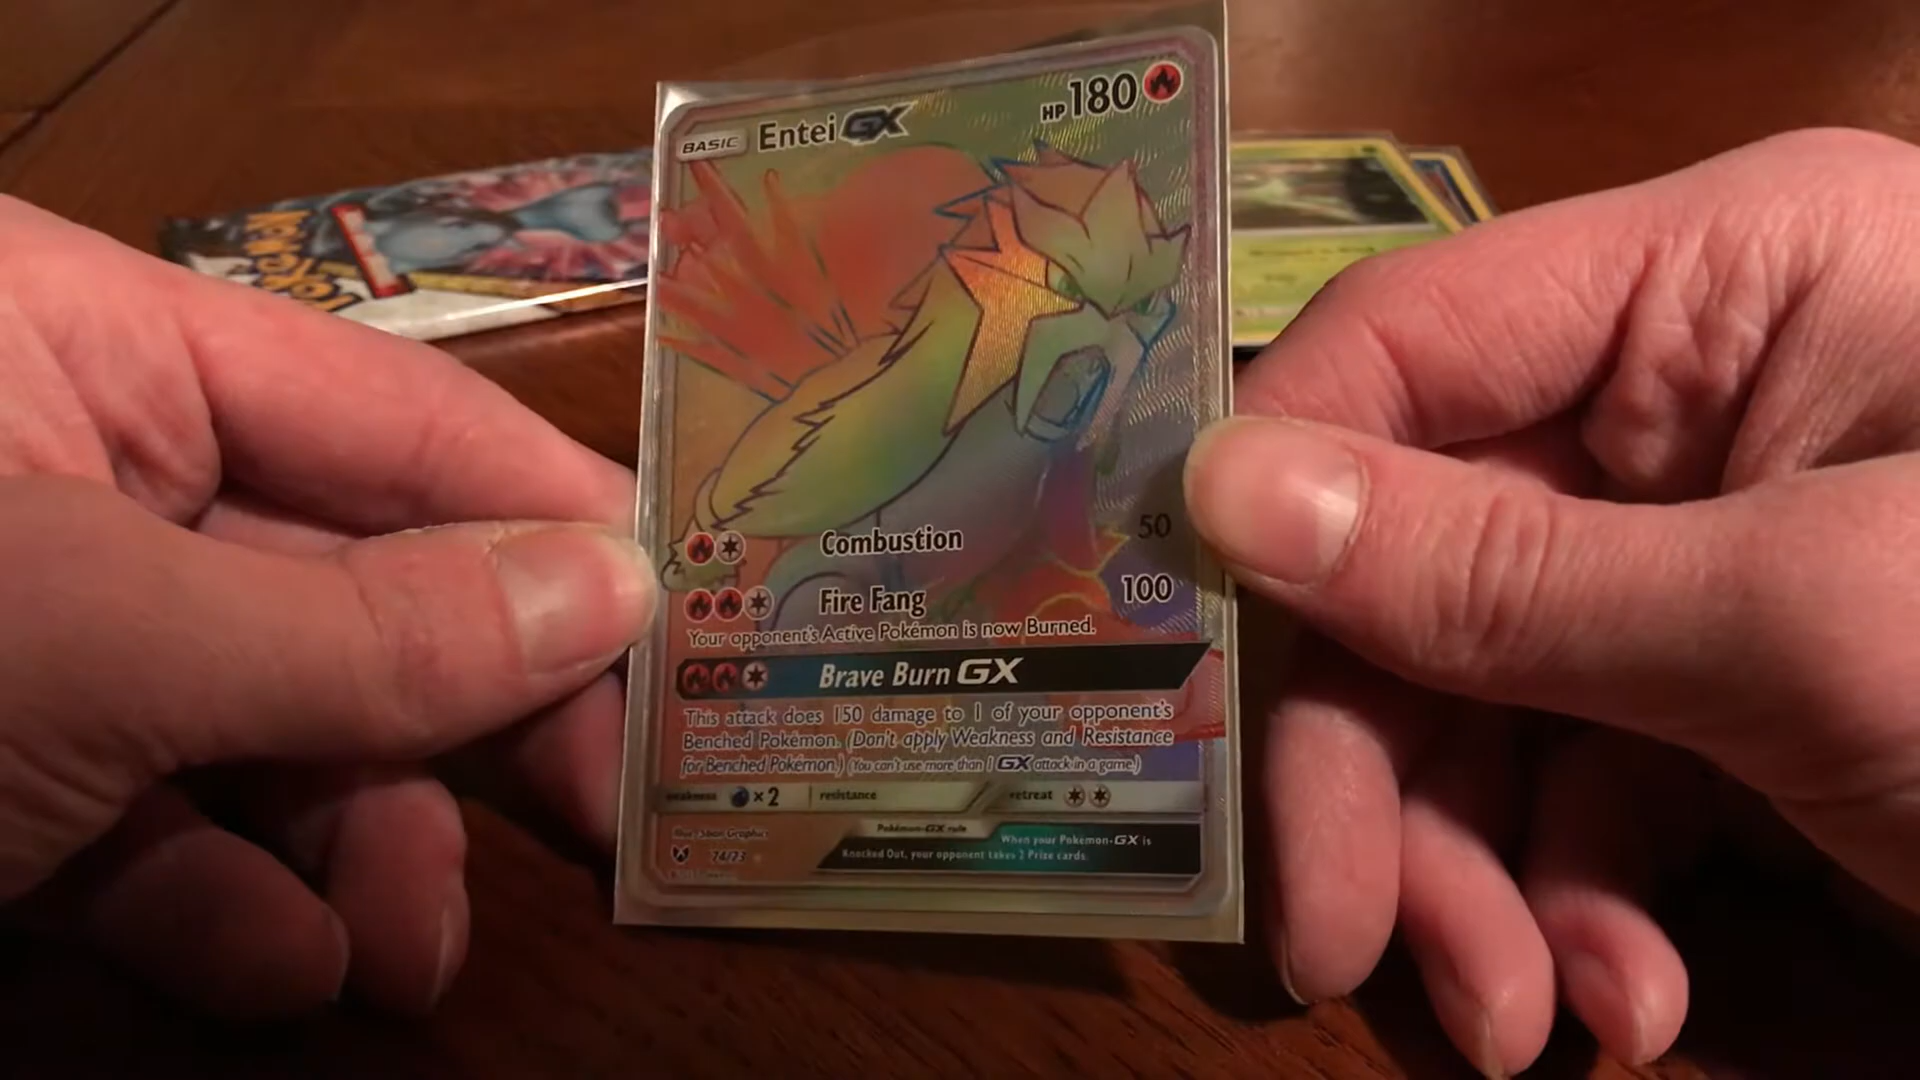 BASIC Entei GX HP 180
Combustion 50
Fire Fang 100
Your opponent's Active Pokémon is now Burned.
Brave Burn GX
This attack does 150 damage to 1 of your opponent's
Benched Pokémon. (Don't apply Weakness and Resistance
for Benched Pokémon.) (You can't use more than 1 GX attack in a game.)
weakness ×2 resistance retreat
Pokémon-GX rule
When your Pokémon-GX is
Knocked Out, your opponent takes 2 Prize cards.
74/73